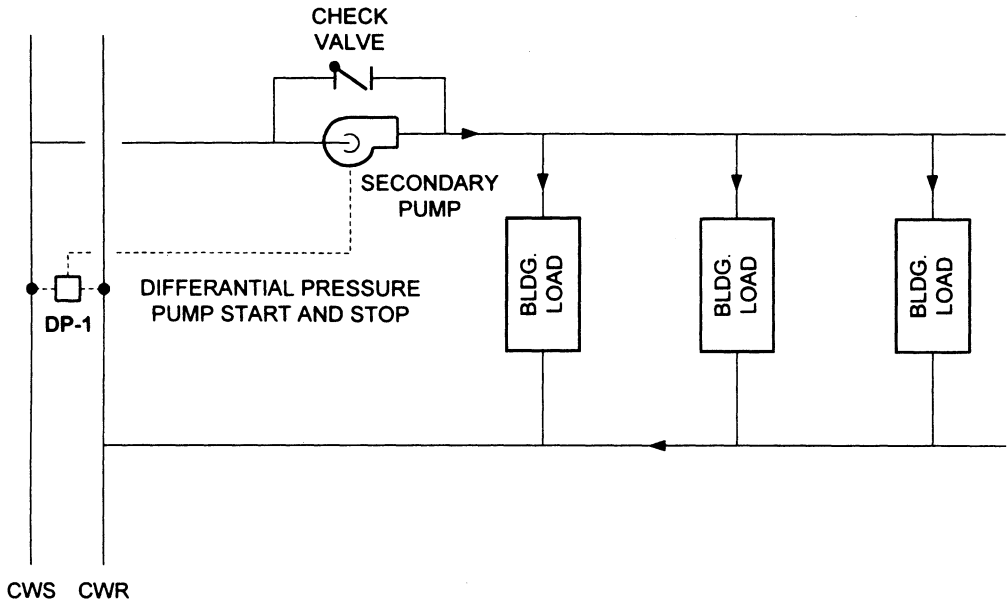 CHECK
VALVE
SECONDARY
PUMP
DIFFERANTIAL PRESSURE
PUMP START AND STOP
DP-1
BLDG.
LOAD
BLDG.
LOAD
BLDG.
LOAD
CWS
CWR